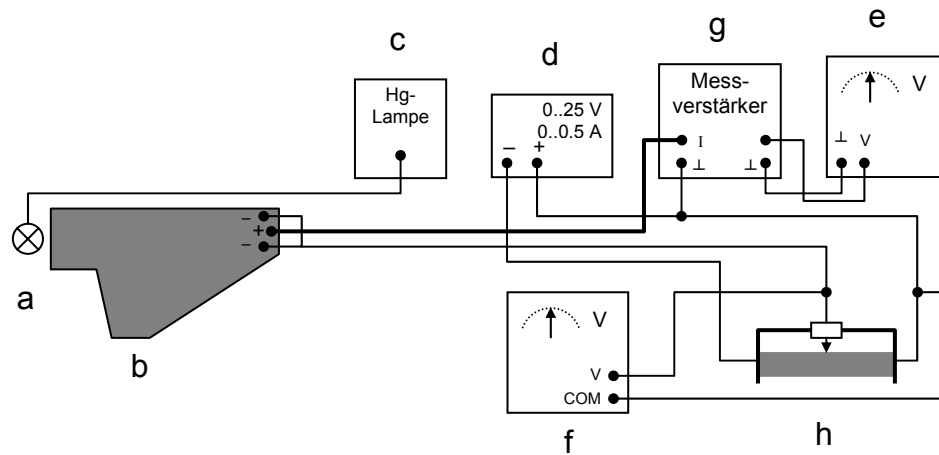 c
d
g
e
Hg-
Lampe
0..25 V
0..0.5 A
− +
Mess-
verstärker
I
⊥ ⊥
V
⊥ V
−
+
−
a
b
V
V
COM
f
h